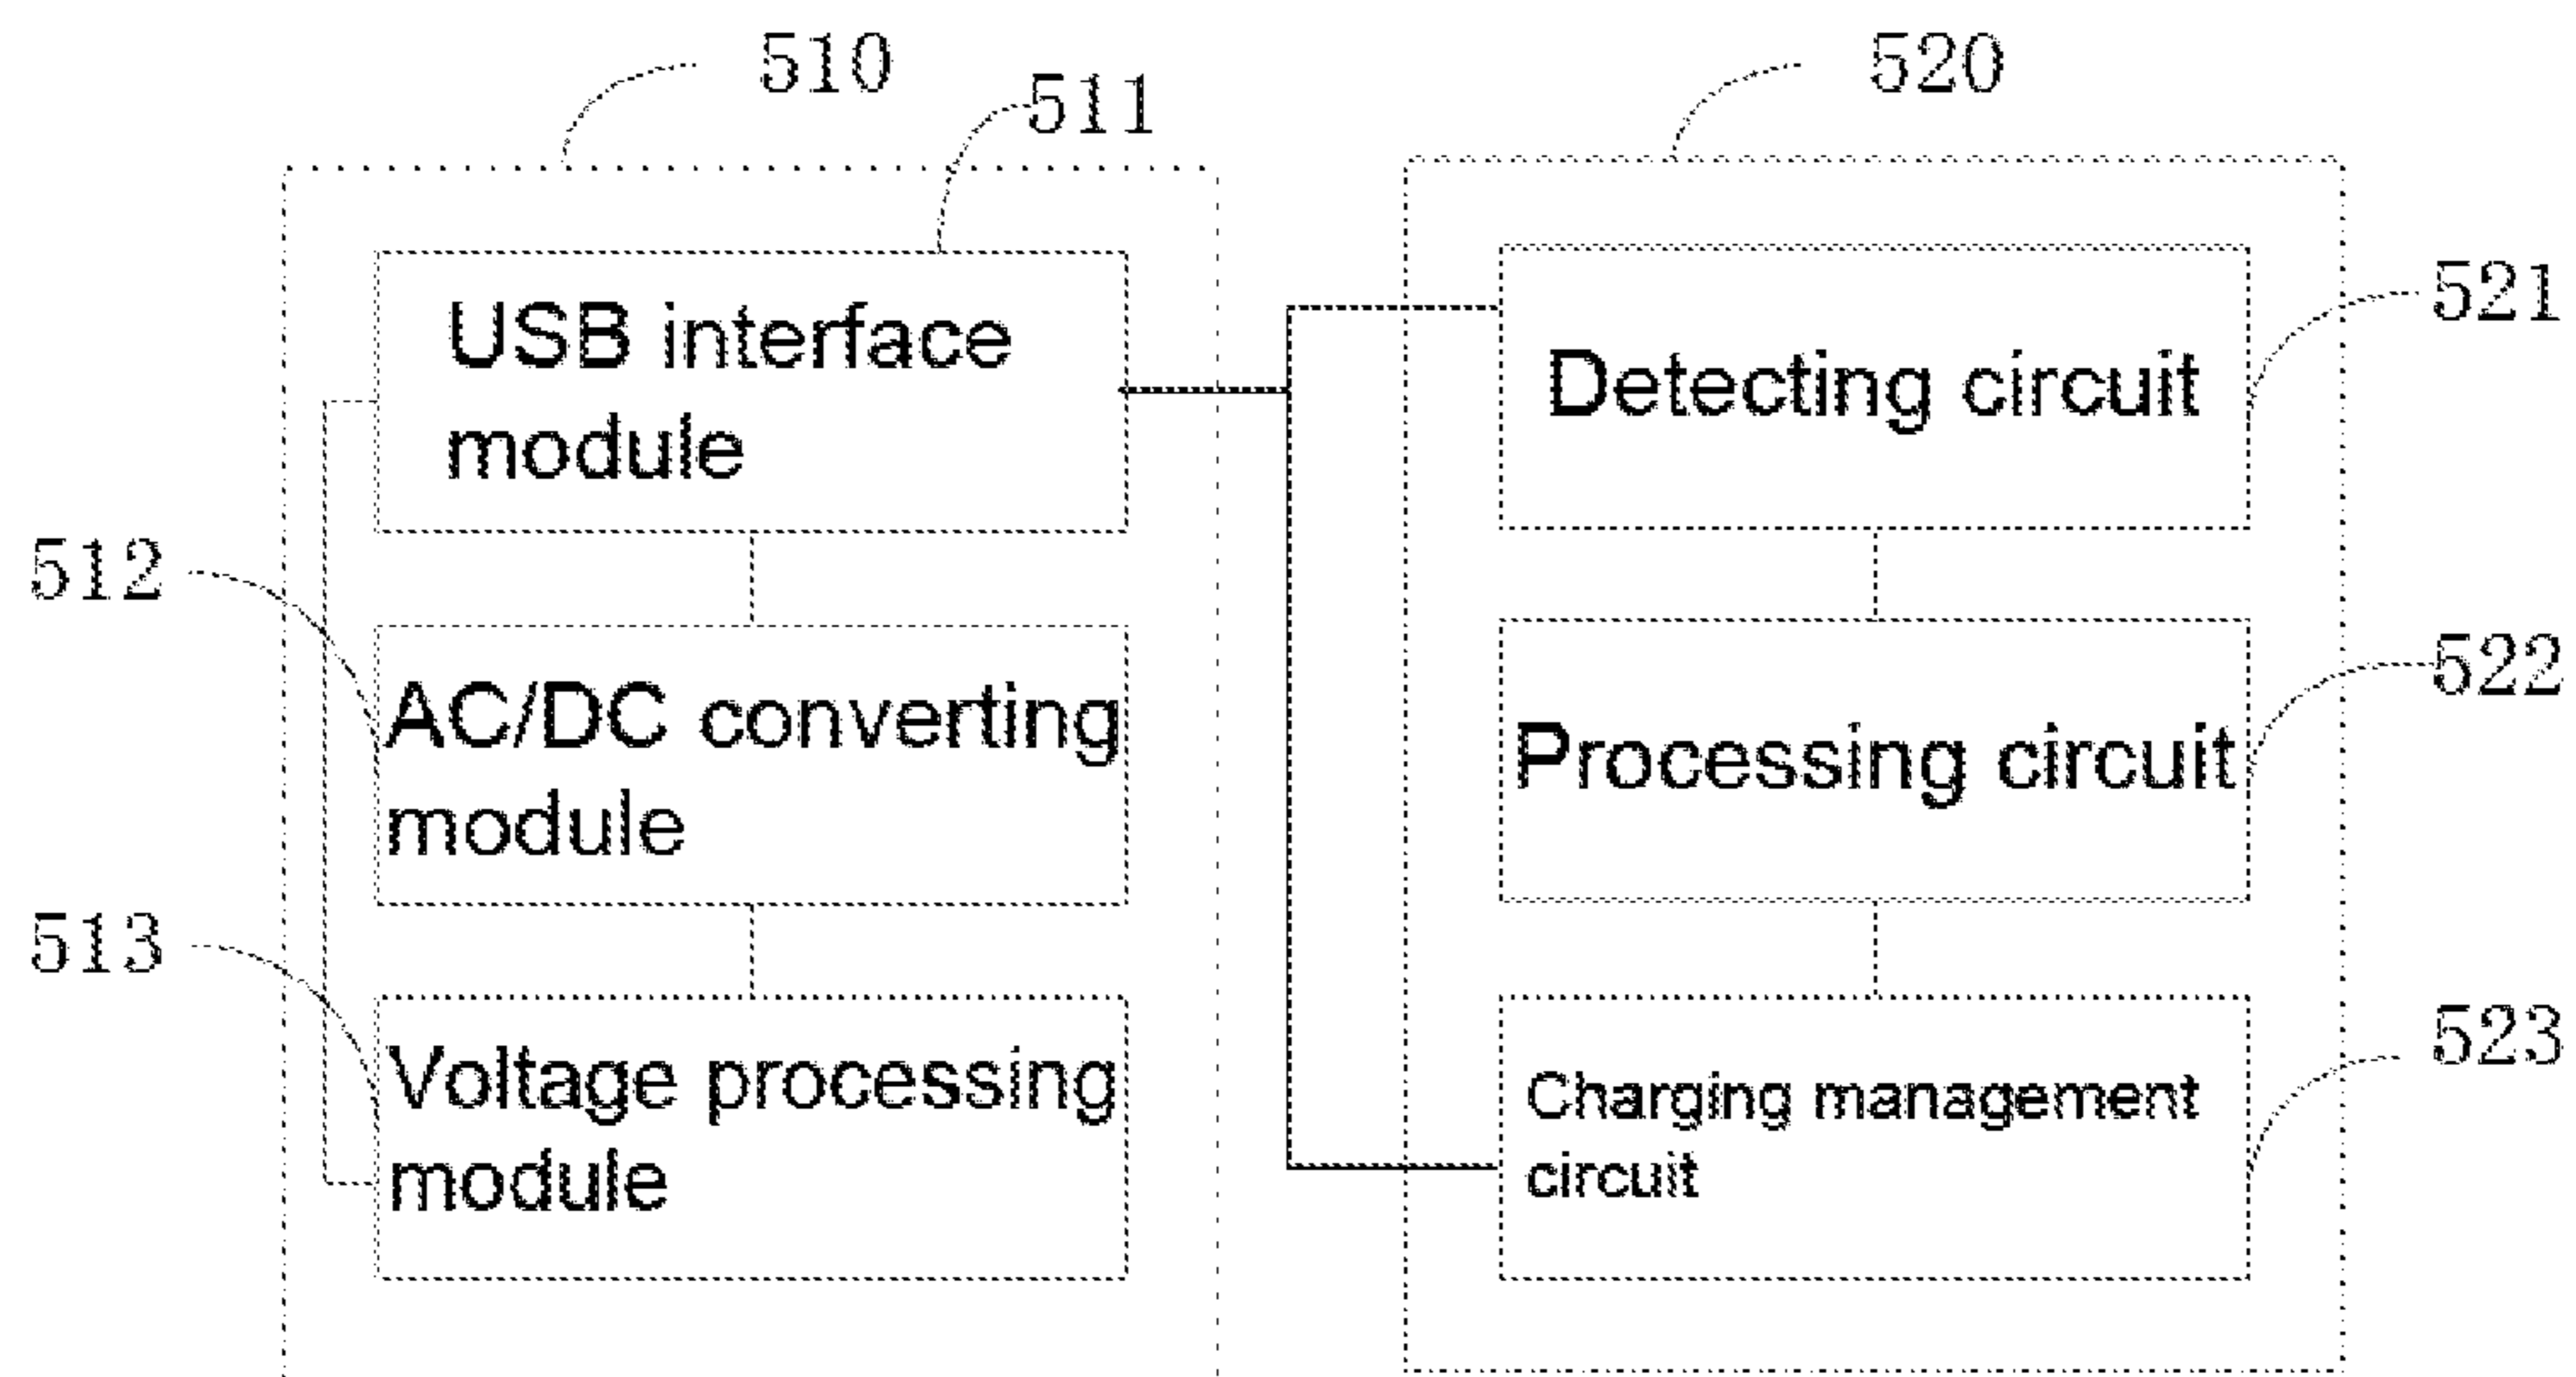 510
511
520
USB interface
module
Detecting circuit
521
512
AC/DC converting
module
Processing circuit
522
513
Voltage processing
module
Charging management
circuit
523